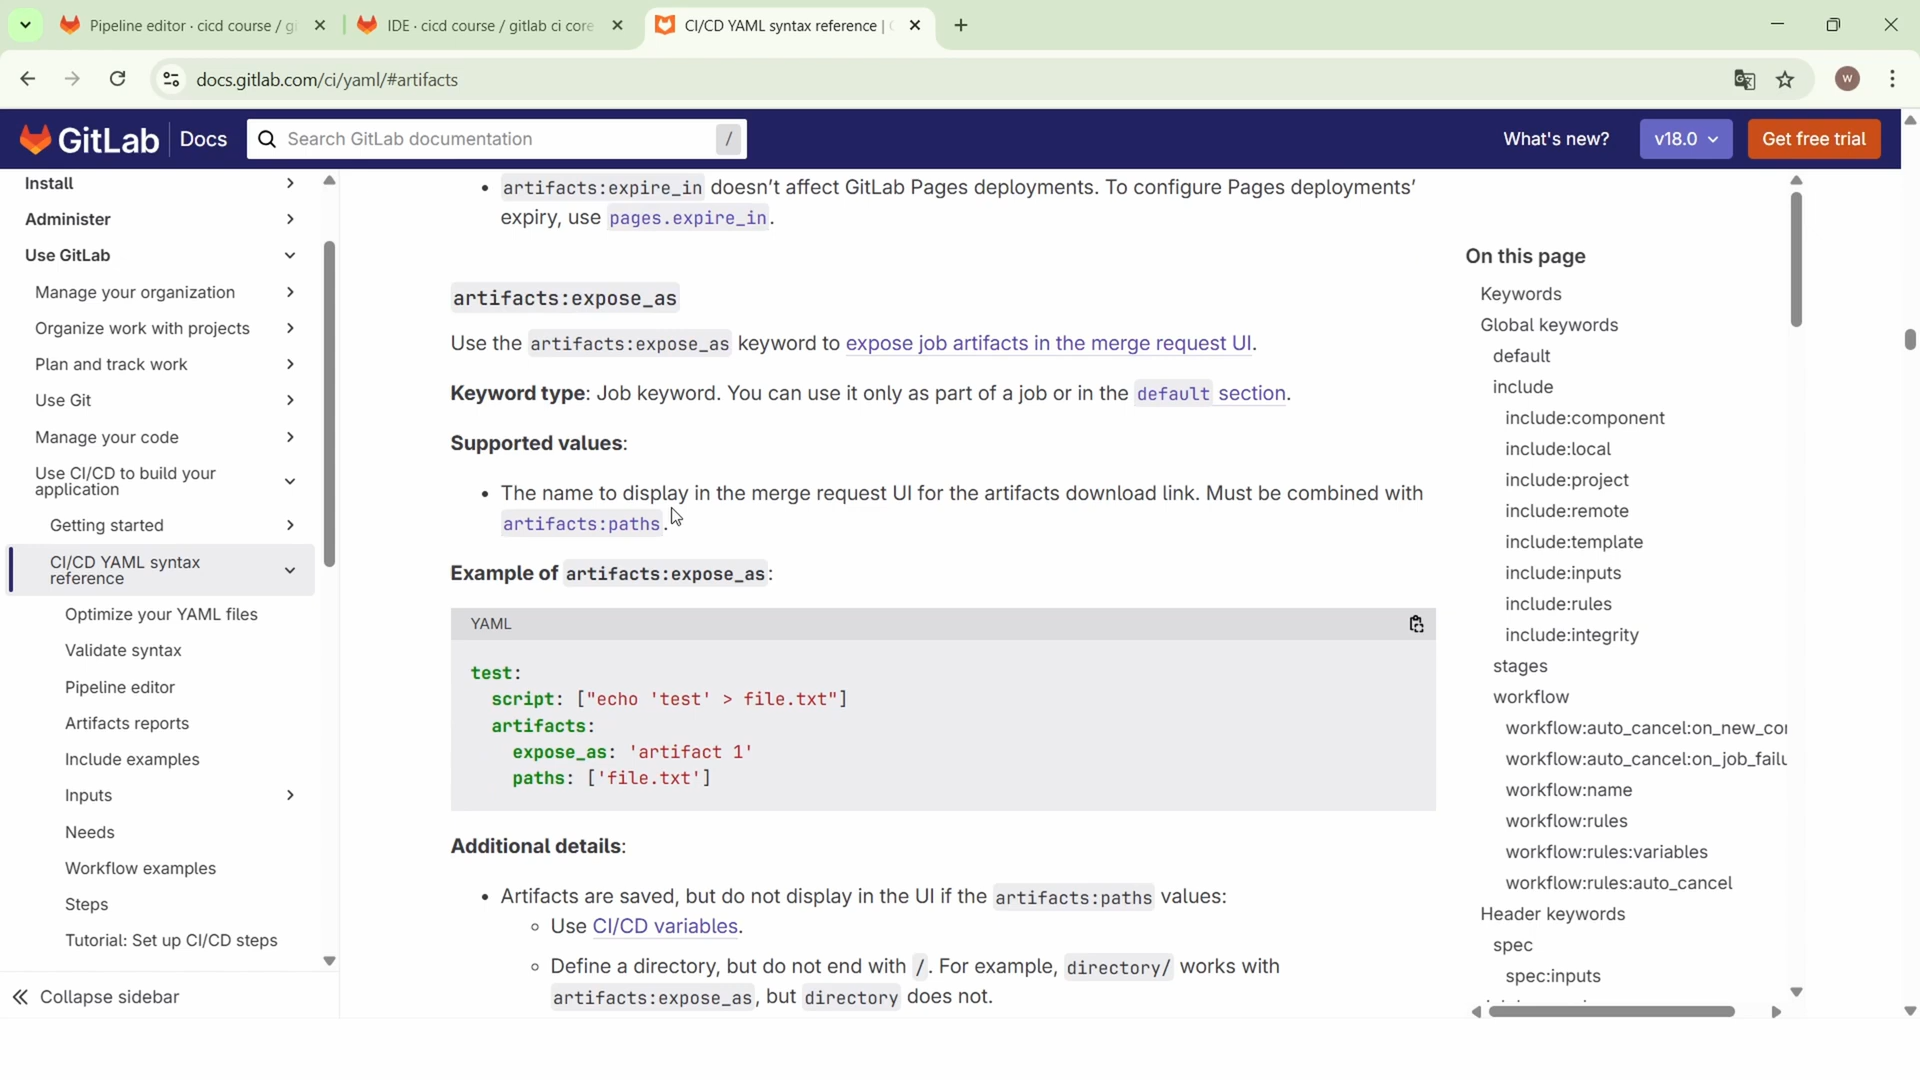 Pipeline editor · cicd course / gi
IDE · cicd course / gitlab ci core
CI/CD YAML syntax reference |
docs.gitlab.com/ci/yaml/#artifacts
W
GitLab Docs
Search GitLab documentation
/
What's new?
v18.0
Get free trial
Install
Administer
Use GitLab
Manage your organization
Organize work with projects
Plan and track work
Use Git
Manage your code
Use CI/CD to build your
application
Getting started
CI/CD YAML syntax
reference
Optimize your YAML files
Validate syntax
Pipeline editor
Artifacts reports
Include examples
Inputs
Needs
Workflow examples
Steps
Tutorial: Set up CI/CD steps
Collapse sidebar
• artifacts:expire_in doesn't affect GitLab Pages deployments. To configure Pages deployments'
expiry, use pages.expire_in.
artifacts:expose_as
Use the artifacts:expose_as keyword to expose job artifacts in the merge request UI.
Keyword type: Job keyword. You can use it only as part of a job or in the default section.
Supported values:
• The name to display in the merge request UI for the artifacts download link. Must be combined with
artifacts:paths.
Example of artifacts:expose_as:
YAML
test:
script: ["echo 'test' > file.txt"]
artifacts:
expose_as: 'artifact 1'
paths: ['file.txt']
Additional details:
• Artifacts are saved, but do not display in the UI if the artifacts:paths values:
◦ Use CI/CD variables.
◦ Define a directory, but do not end with /. For example, directory/ works with
artifacts:expose_as, but directory does not.
On this page
Keywords
Global keywords
default
include
include:component
include:local
include:project
include:remote
include:template
include:inputs
include:rules
include:integrity
stages
workflow
workflow:auto_cancel:on_new_cor
workflow:auto_cancel:on_job_failu
workflow:name
workflow:rules
workflow:rules:variables
workflow:rules:auto_cancel
Header keywords
spec
spec:inputs